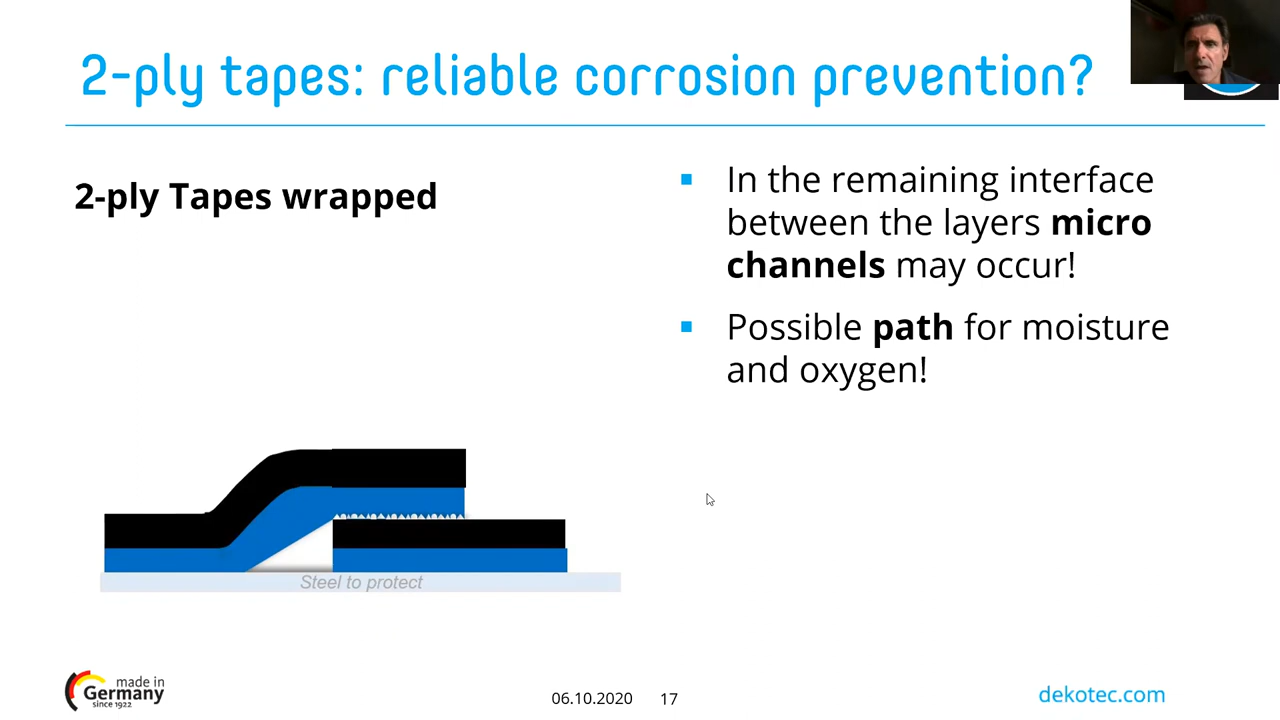 2-ply tapes: reliable corrosion prevention?
2-ply Tapes wrapped
In the remaining interface
between the layers micro
channels may occur!
Possible path for moisture
and oxygen!
Steel to protect
made in
Germany
since 1922
06.10.2020
17
dekotec.com